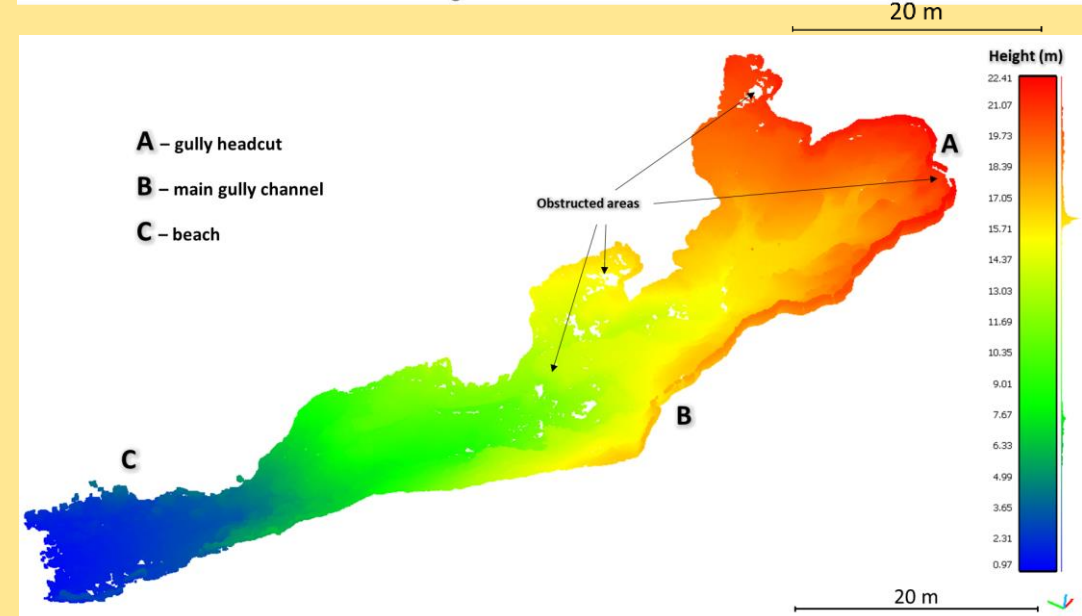 20 m
Height (m)
22.41
21.07
19.73
18.39
17.05
15.71
14.37
13.03
11.69
10.35
9.01
7.67
6.33
4.99
3.65
2.31
0.97
A – gully headcut
B – main gully channel
C – beach
Obstructed areas
A
B
C
20 m